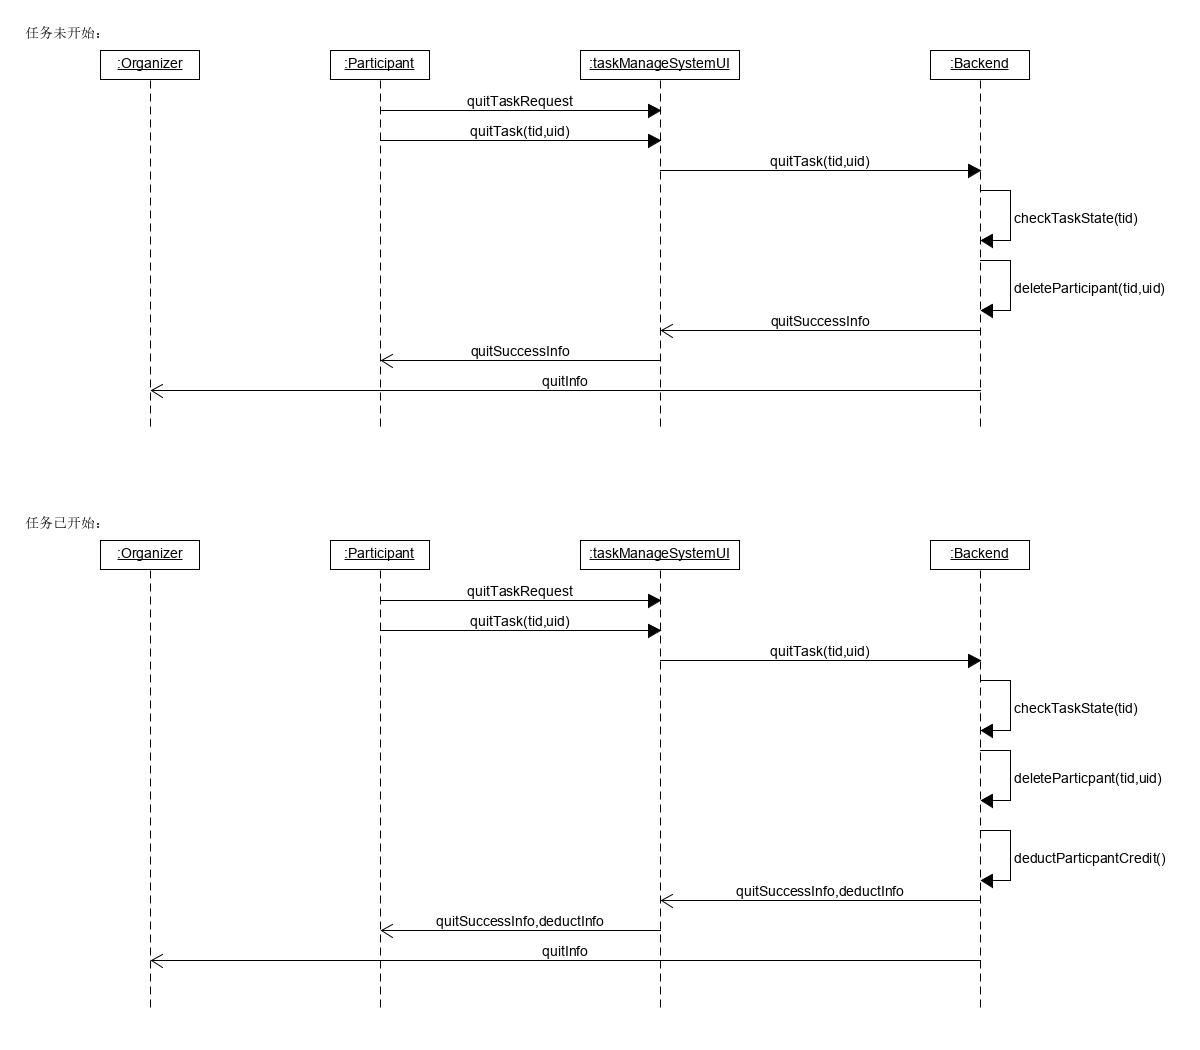 任务未开始：
:Organizer
:Participant
:taskManageSystemUI
:Backend
quitTaskRequest
quitTask(tid,uid)
quitTask(tid,uid)
checkTaskState(tid)
deleteParticipant(tid,uid)
quitSuccessInfo
quitSuccessInfo
quitInfo
任务已开始：
:Organizer
:Participant
:taskManageSystemUI
:Backend
quitTaskRequest
quitTask(tid,uid)
quitTask(tid,uid)
checkTaskState(tid)
deleteParticpant(tid,uid)
deductParticpantCredit()
quitSuccessInfo,deductInfo
quitSuccessInfo,deductInfo
quitInfo